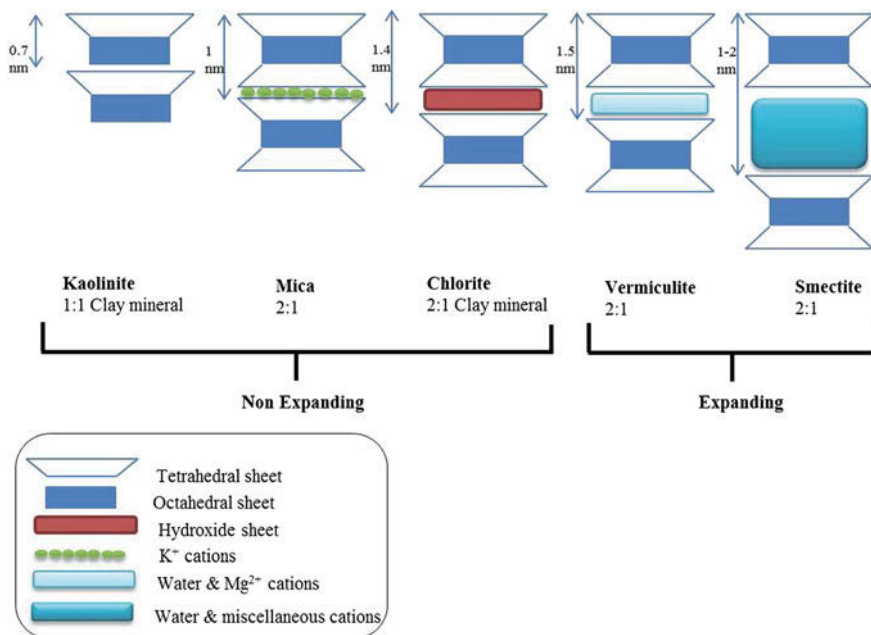 0.7
nm
1
nm
1.4
nm
1.5
nm
1-2
nm
Kaolinite
1:1 Clay mineral
Mica
2:1
Chlorite
2:1 Clay mineral
Vermiculite
2:1
Smectite
2:1
Non Expanding
Expanding
Tetrahedral sheet
Octahedral sheet
Hydroxide sheet
K⁺ cations
Water & Mg²⁺ cations
Water & miscellaneous cations